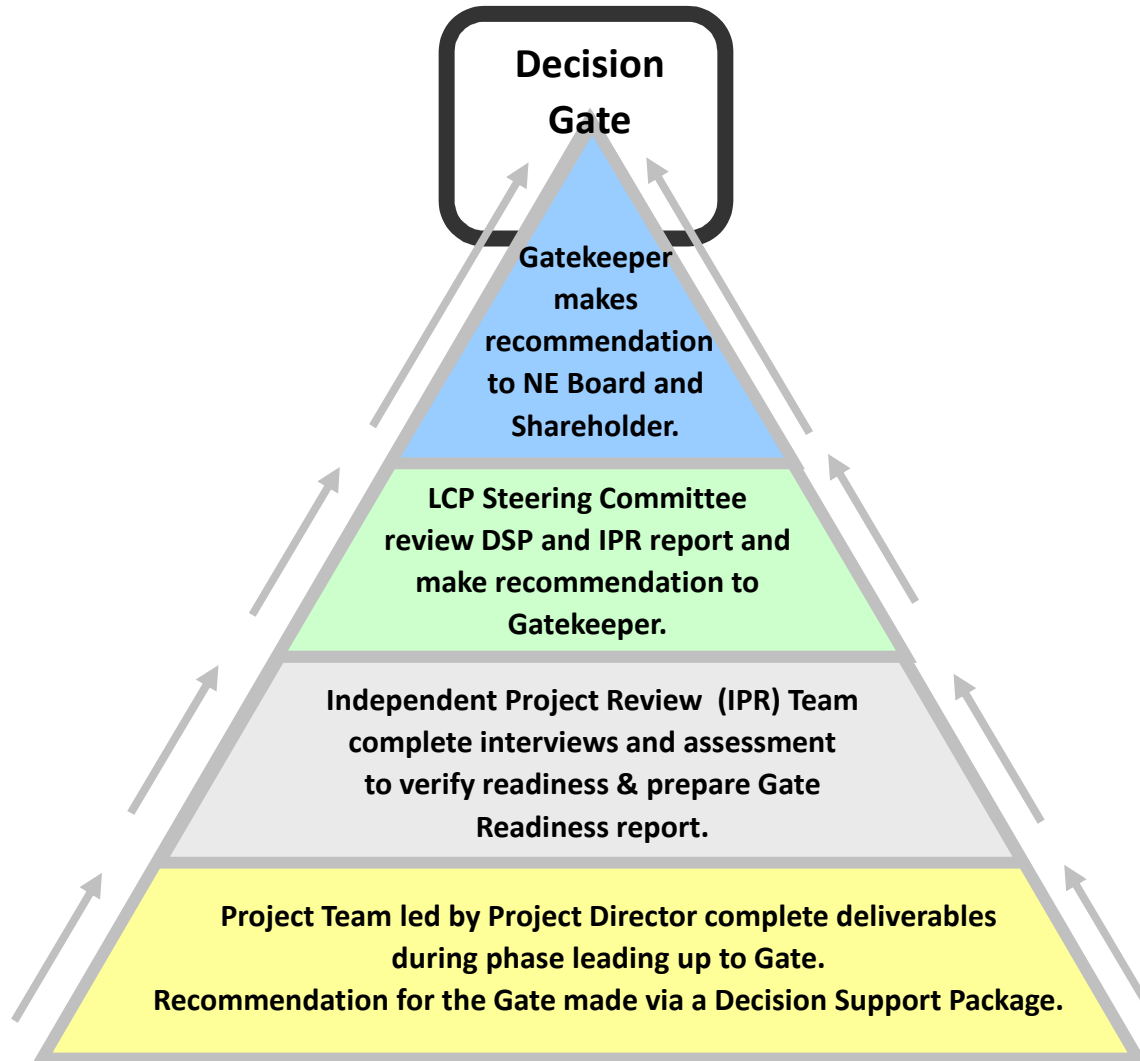 Decision
Gate
Gatekeeper
makes
recommendation
to NE Board and
Shareholder.
LCP Steering Committee
review DSP and IPR report and
make recommendation to
Gatekeeper.
Independent Project Review (IPR) Team
complete interviews and assessment
to verify readiness & prepare Gate
Readiness report.
Project Team led by Project Director complete deliverables
during phase leading up to Gate.
Recommendation for the Gate made via a Decision Support Package.